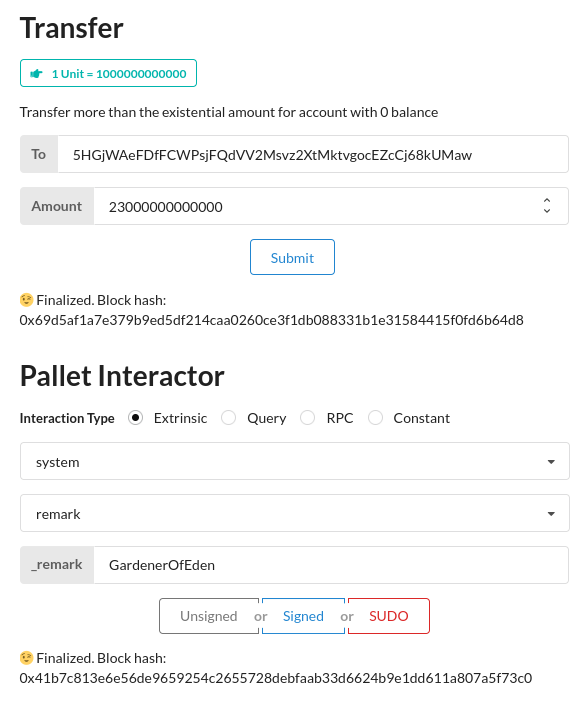 Transfer
1 Unit = 1000000000000
Transfer more than the existential amount for account with 0 balance
To 5HGjWAeFDfFCWPsjFQdVV2Msvz2XtMktvgocEZcCj68kUMaw
Amount 23000000000000
Submit
Finalized. Block hash:
0x69d5af1a7e379b9ed5df214caa0260ce3f1db088331b1e31584415f0fd6b64d8
Pallet Interactor
Interaction Type Extrinsic Query RPC Constant
system
remark
_remark GardenerOfEden
Unsigned or Signed or SUDO
Finalized. Block hash:
0x41b7c813e6e56de9659254c2655728debfaab33d6624b9e1dd611a807a5f73c0